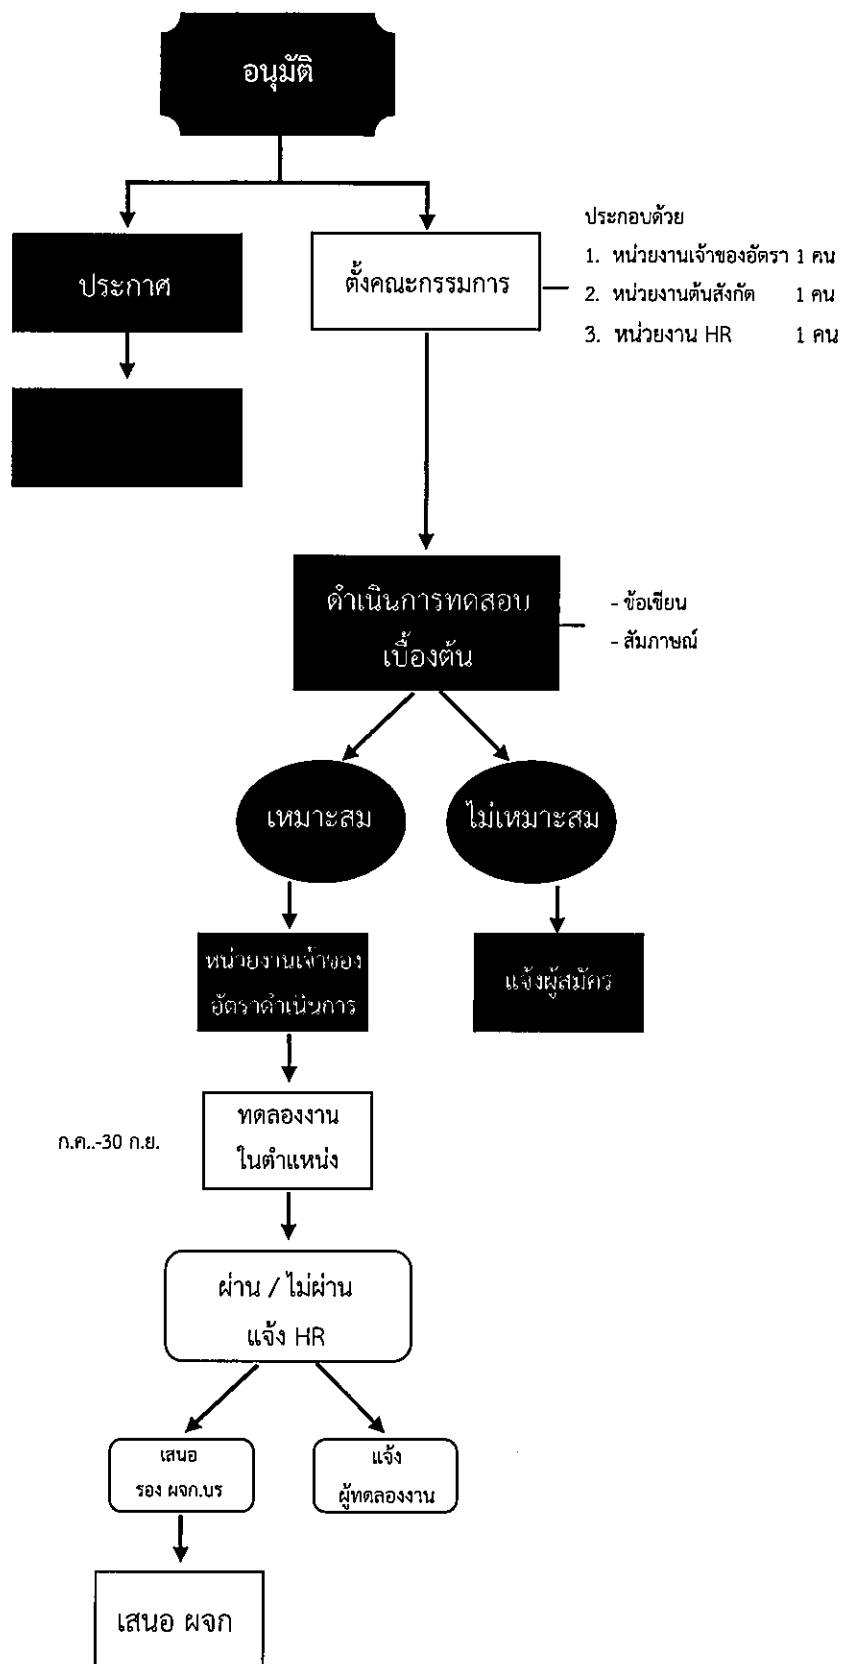 อนุมัติ
ประกาศ
ตั้งคณะกรรมการ
ประกอบด้วย
1. หน่วยงานเจ้าของอัตรา 1 คน
2. หน่วยงานต้นสังกัด 1 คน
3. หน่วยงาน HR 1 คน
ดำเนินการทดสอบ
เบื้องต้น
- ข้อเขียน
- สัมภาษณ์
เหมาะสม
ไม่เหมาะสม
หน่วยงานเจ้าของ
อัตราดำเนินการ
แจ้งผู้สมัคร
ก.ค..-30 ก.ย.
ทดลองงาน
ในตำแหน่ง
ผ่าน / ไม่ผ่าน
แจ้ง HR
เสนอ
รอง ผจก.บร
แจ้ง
ผู้ทดลองงาน
เสนอ ผจก